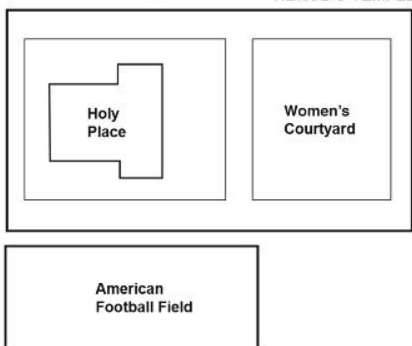 Holy
Place
Women's
Courtyard
American
Football Field